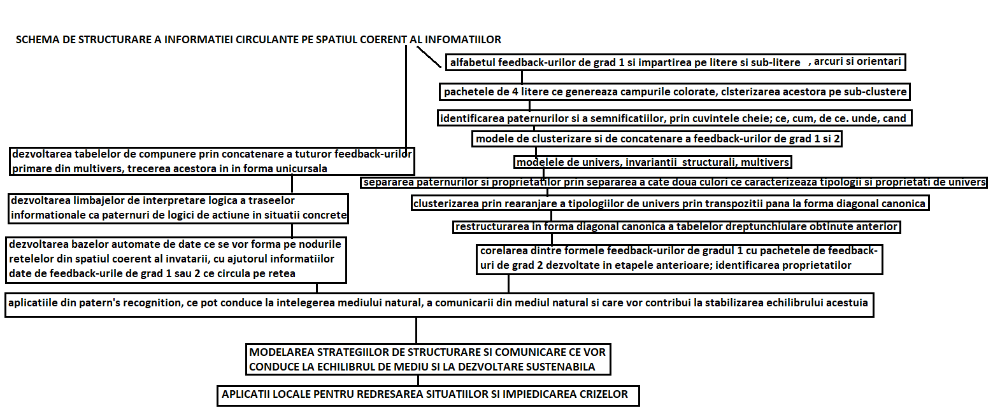 SCHEMA DE STRUCTURARE A INFORMATIEI CIRCULANTE PE SPATIUL COERENT AL INFOMATIILOR
alfabetul feedback-urilor de grad 1 si impartirea pe litere si sub-litere , arcuri si orientari
pachetele de 4 litere ce genereaza campurile colorate, clsterizarea acestora pe sub-clustere
identificarea paternurilor si a semnificatiilor, prin cuvintele cheie; ce, cum, de ce. unde, cand
modele de clusterizare si de concatenare a feedback-urilor de grad 1 si 2
modelele de univers, invariantii structurali, multivers
separarea paternurilor si proprietatilor prin separarea a cate doua culori ce caracterizeaza tipologii si proprietati de univers
clusterizarea prin rearanjare a tipologiilor de univers prin transpozitii pana la forma diagonal canonica
restructurarea in forma diagonal canonica a tabelelor dreptunchiulare obtinute anterior
corelarea dintre formele feedback-urilor de gradul 1 cu pachetele de feedback-
uri de grad 2 dezvoltate in etapele anterioare; identificarea proprietatilor
dezvoltarea tabelelor de compunere prin concatenare a tuturor feedback-urilor
primare din multivers, trecerea acestora in in forma unicursala
dezvoltarea limbajelor de interpretare logica a traseelor
informationale ca paternuri de logici de actiune in situatii concrete
dezvoltarea bazelor automate de date ce se vor forma pe nodurile
retelelor din spatiul coerent al invatarii, cu ajutorul informatiilor
date de feedback-urile de grad 1 sau 2 ce circula pe retea
aplicatiile din patern's recognition, ce pot conduce la intelegerea mediului natural, a comunicarii din mediul natural si care vor contribui la stabilizarea echilibrului acestuia
MODELAREA STRATEGIILOR DE STRUCTURARE SI COMUNICARE CE VOR
CONDUCE LA ECHILIBRUL DE MEDIU SI LA DEZVOLTARE SUSTENABILA
APLICATII LOCALE PENTRU REDRESAREA SITUATIILOR SI IMPIEDICAREA CRIZELOR